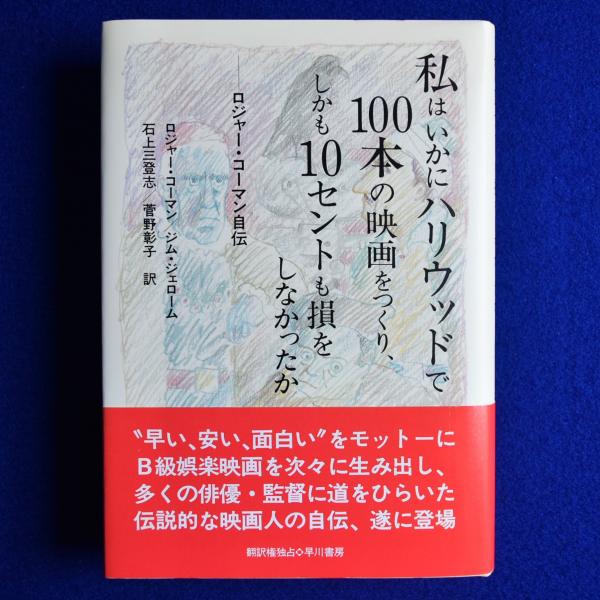 私はいかにハリウッドで
100本の映画をつくり、
しかも10セントも損を
しなかったか
──ロジャー・コーマン自伝
ロジャー・コーマン ジム・ジェローム
石上三登志 菅野彰子 訳
〝早い、安い、面白い〟をモットーに
B級娯楽映画を次々に生み出し、
多くの俳優・監督に道をひらいた
伝説的な映画人の自伝、遂に登場
翻訳権独占◇早川書房